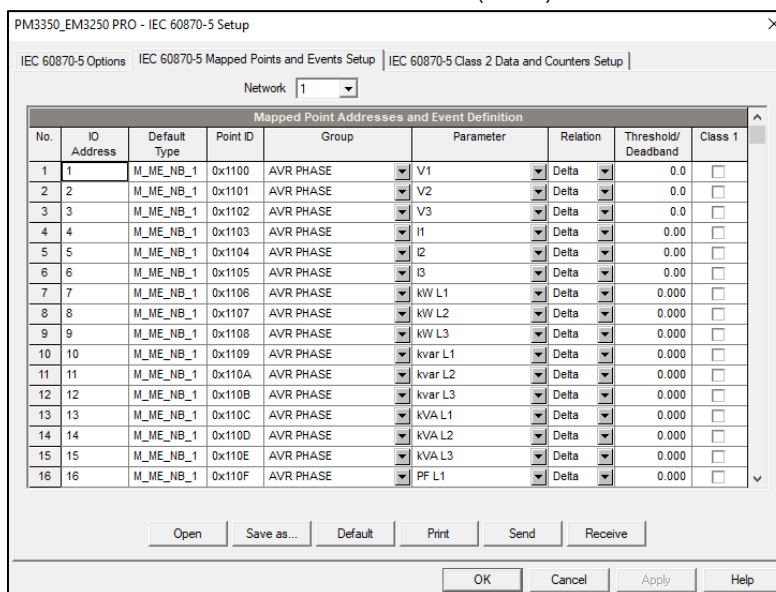 PM3350_EM3250 PRO - IEC 60870-5 Setup
IEC 60870-5 Options IEC 60870-5 Mapped Points and Events Setup IEC 60870-5 Class 2 Data and Counters Setup
Network 1
Mapped Point Addresses and Event Definition
No. IO Address Default Type Point ID Group Parameter Relation Threshold/ Deadband Class 1
1 1 M_ME_NB_1 0x1100 AVR PHASE V1 Delta 0.0
2 2 M_ME_NB_1 0x1101 AVR PHASE V2 Delta 0.0
3 3 M_ME_NB_1 0x1102 AVR PHASE V3 Delta 0.0
4 4 M_ME_NB_1 0x1103 AVR PHASE I1 Delta 0.00
5 5 M_ME_NB_1 0x1104 AVR PHASE I2 Delta 0.00
6 6 M_ME_NB_1 0x1105 AVR PHASE I3 Delta 0.00
7 7 M_ME_NB_1 0x1106 AVR PHASE kW L1 Delta 0.000
8 8 M_ME_NB_1 0x1107 AVR PHASE kW L2 Delta 0.000
9 9 M_ME_NB_1 0x1108 AVR PHASE kW L3 Delta 0.000
10 10 M_ME_NB_1 0x1109 AVR PHASE kvar L1 Delta 0.000
11 11 M_ME_NB_1 0x110A AVR PHASE kvar L2 Delta 0.000
12 12 M_ME_NB_1 0x110B AVR PHASE kvar L3 Delta 0.000
13 13 M_ME_NB_1 0x110C AVR PHASE kVA L1 Delta 0.000
14 14 M_ME_NB_1 0x110D AVR PHASE kVA L2 Delta 0.000
15 15 M_ME_NB_1 0x110E AVR PHASE kVA L3 Delta 0.000
16 16 M_ME_NB_1 0x110F AVR PHASE PF L1 Delta 0.000
Open Save as... Default Print Send Receive
OK Cancel Apply Help